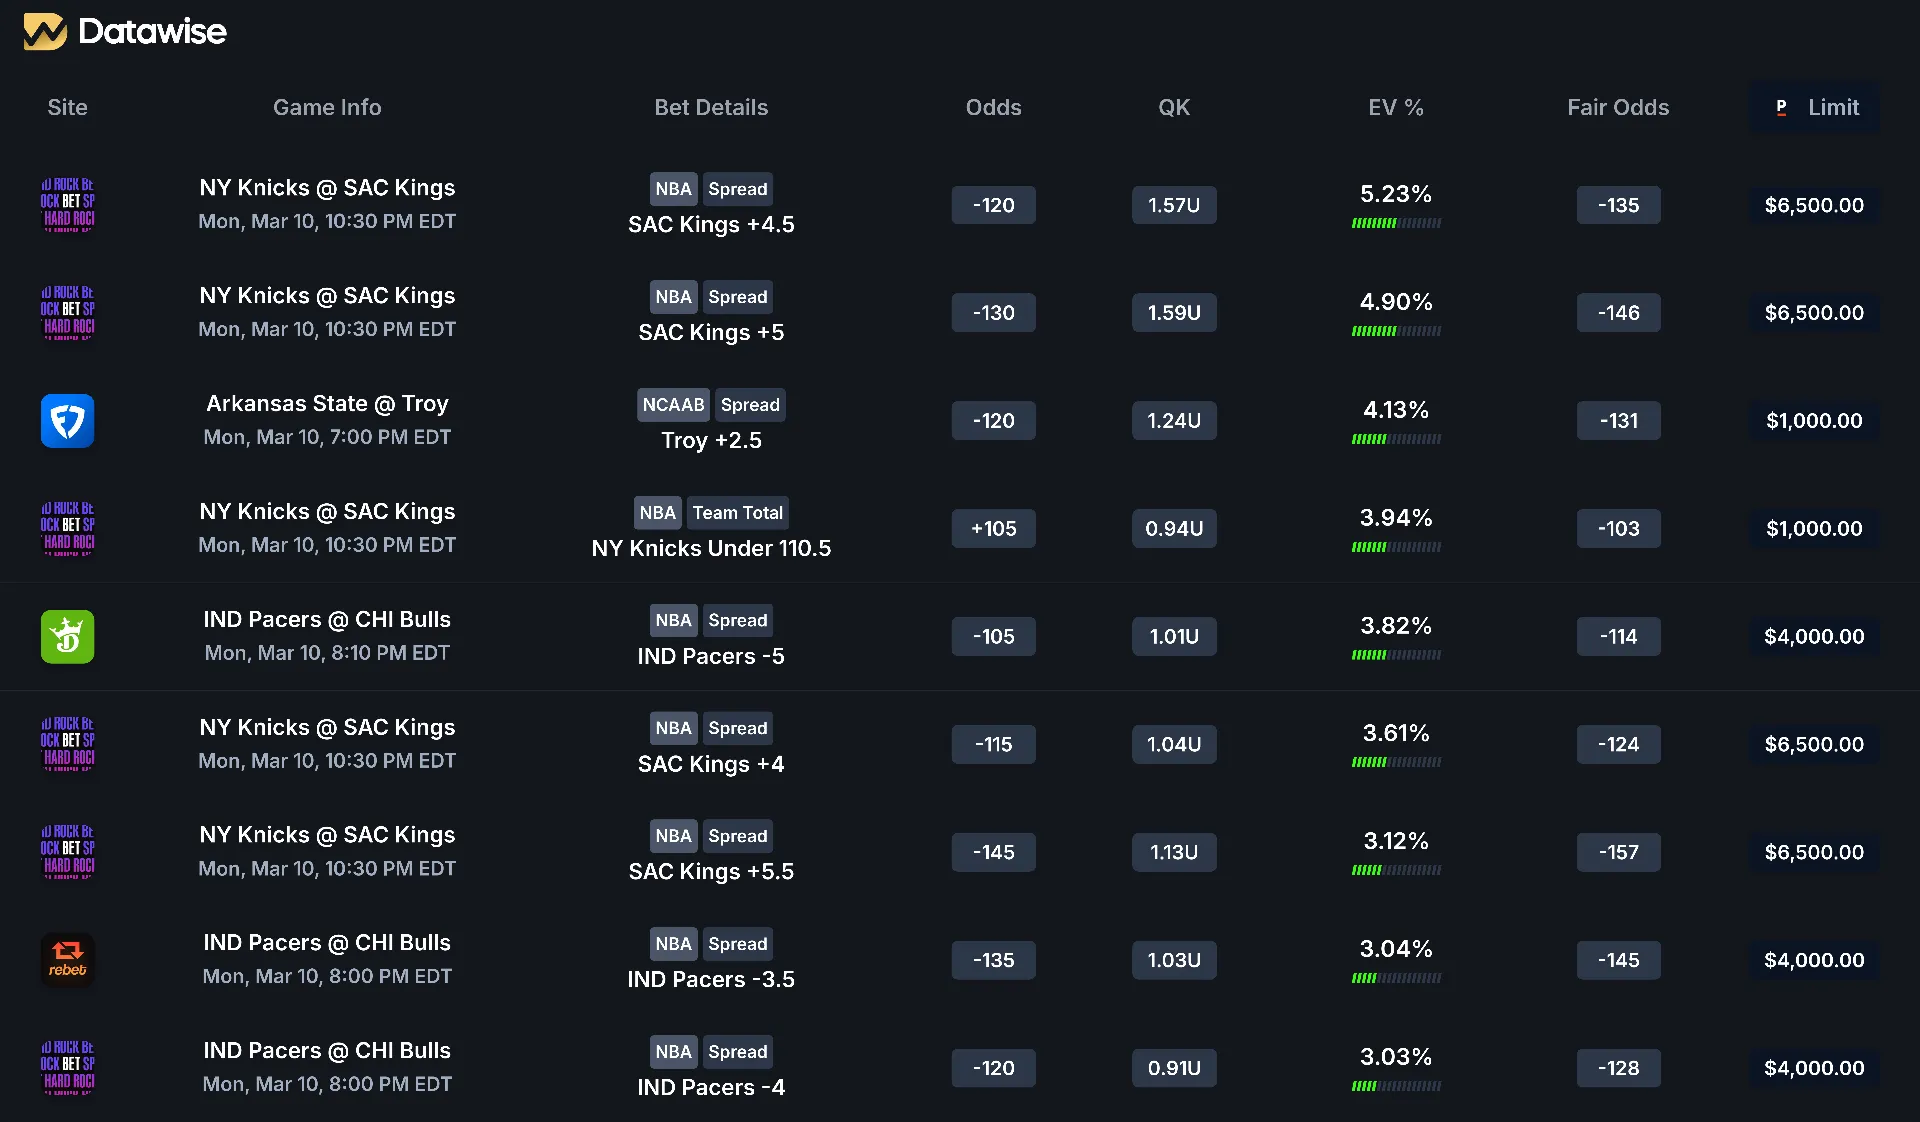 Datawise
Site Game Info Bet Details Odds QK EV % Fair Odds P Limit
NY Knicks @ SAC Kings NBA Spread 5.23%
HARD ROCK BET -120 1.57U -135 $6,500.00
Mon, Mar 10, 10:30 PM EDT SAC Kings +4.5
NY Knicks @ SAC Kings NBA Spread 4.90%
HARD ROCK BET -130 1.59U -146 $6,500.00
Mon, Mar 10, 10:30 PM EDT SAC Kings +5
Arkansas State @ Troy NCAAB Spread 4.13%
-120 1.24U -131 $1,000.00
Mon, Mar 10, 7:00 PM EDT Troy +2.5
NY Knicks @ SAC Kings NBA Team Total 3.94%
HARD ROCK BET +105 0.94U -103 $1,000.00
Mon, Mar 10, 10:30 PM EDT NY Knicks Under 110.5
IND Pacers @ CHI Bulls NBA Spread 3.82%
D -105 1.01U -114 $4,000.00
Mon, Mar 10, 8:10 PM EDT IND Pacers -5
NY Knicks @ SAC Kings NBA Spread 3.61%
HARD ROCK BET -115 1.04U -124 $6,500.00
Mon, Mar 10, 10:30 PM EDT SAC Kings +4
NY Knicks @ SAC Kings NBA Spread 3.12%
HARD ROCK BET -145 1.13U -157 $6,500.00
Mon, Mar 10, 10:30 PM EDT SAC Kings +5.5
IND Pacers @ CHI Bulls NBA Spread 3.04%
rebet -135 1.03U -145 $4,000.00
Mon, Mar 10, 8:00 PM EDT IND Pacers -3.5
IND Pacers @ CHI Bulls NBA Spread 3.03%
HARD ROCK BET -120 0.91U -128 $4,000.00
Mon, Mar 10, 8:00 PM EDT IND Pacers -4